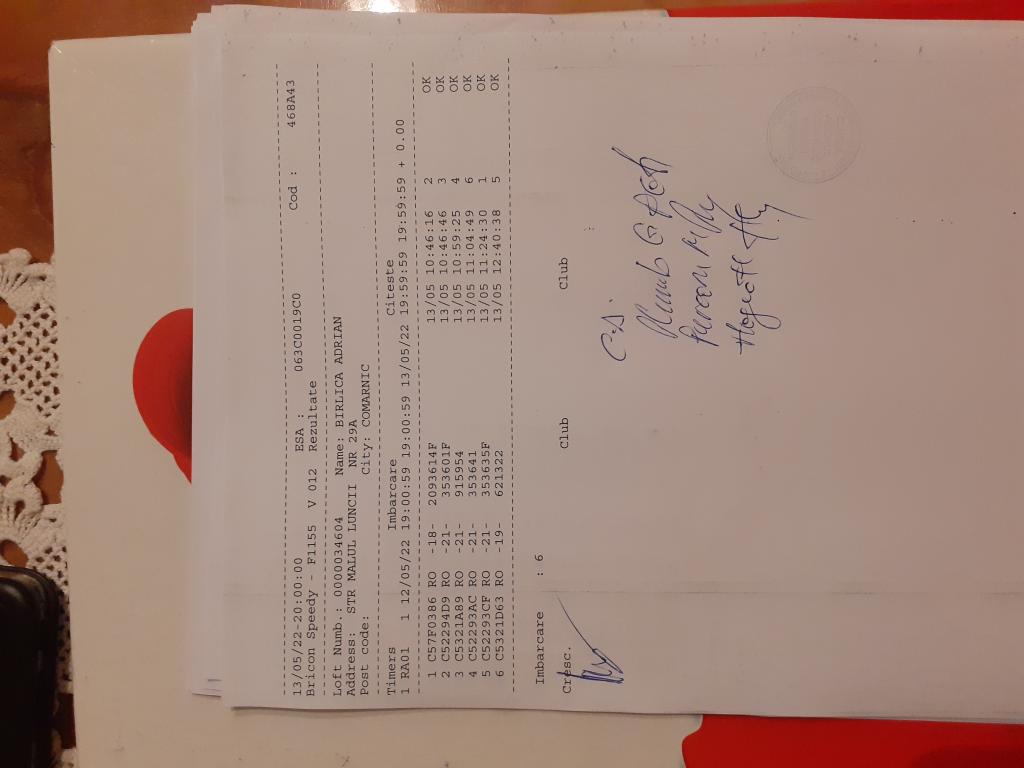 13/05/22-20:00:00 ESA : 063C0019C0 Cod : 468A43
Bricon Speedy - F1155 V 012 Rezultate
Loft Numb.: 0000034604 Name: BIRLICA ADRIAN
Address: STR MALUL LUNCII NR 29A
Post code: City: COMARNIC
Timers Imbarcare Citeste
1 RA01 1 12/05/22 19:00:59 19:00:59 13/05/22 19:59:59 19:59:59 + 0.00
1 C57F0386 RO -18- 2093614F 13/05 10:46:16 2 OK
2 C52294D9 RO -21- 353601F 13/05 10:46:46 3 OK
3 C5321A89 RO -21- 915954 13/05 10:59:25 4 OK
4 C52293AC RO -21- 353641 13/05 11:04:49 6 OK
5 C52293CF RO -21- 353635F 13/05 11:24:30 1 OK
6 C5321D63 RO -19- 621322 13/05 12:40:38 5 OK
Imbarcare : 6
Cresc. Club Club :